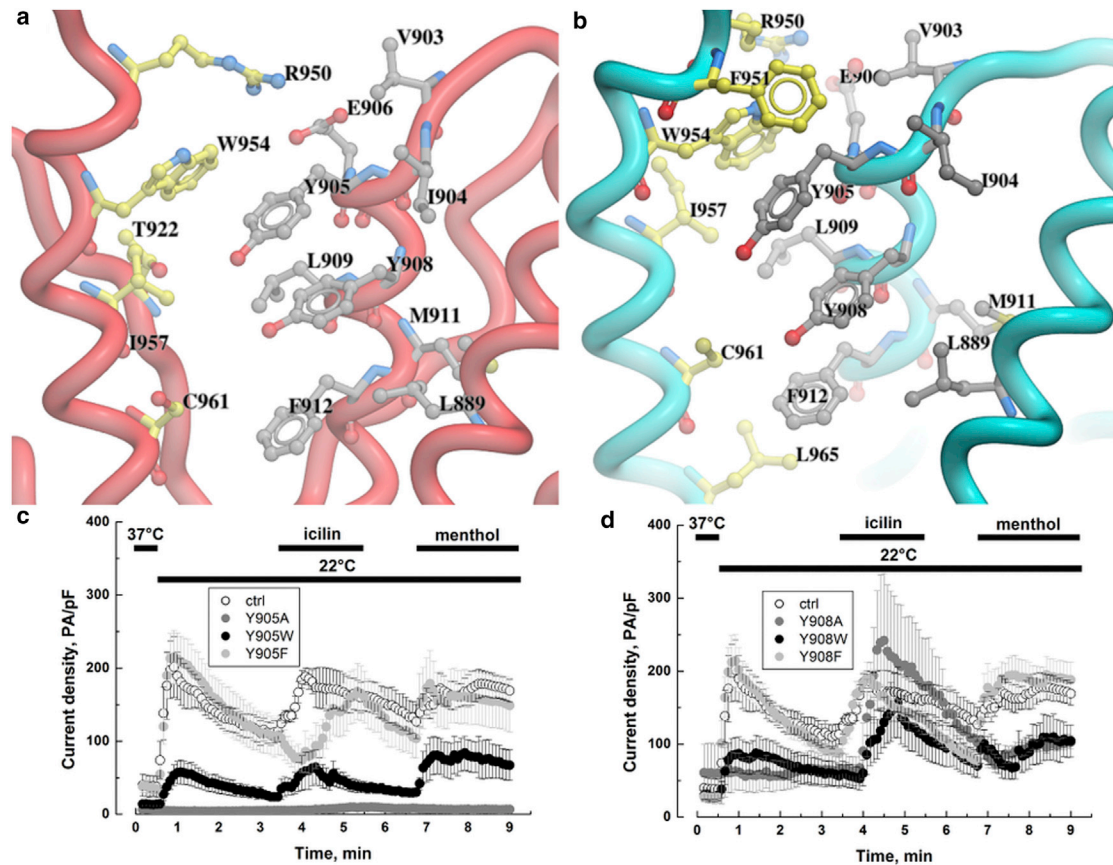 a
R950
V903
E906
W954
Y905
I904
T922
L909
Y908
M911
I957
C961
F912
L889
b
R950
V903
F951
E906
W954
Y905
I904
I957
L909
Y908
M911
L889
C961
F912
L965
c
37°C
icilin
menthol
22°C
ctrl
Y905A
Y905W
Y905F
Current density, PA/pF
400
300
200
100
0
0 1 2 3 4 5 6 7 8 9
Time, min
d
37°C
icilin
menthol
22°C
ctrl
Y908A
Y908W
Y908F
Current density, PA/pF
400
300
200
100
0
0 1 2 3 4 5 6 7 8 9
Time, min